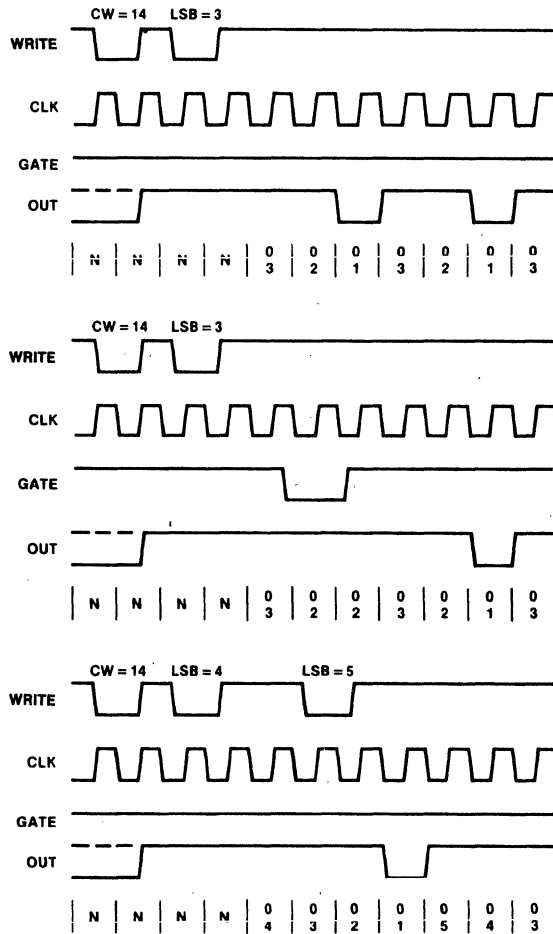 CW = 14 LSB = 3
WRITE
CLK
GATE
OUT
N N N N 0 0 0 0 0 0 0
3 2 1 3 2 1 3
CW = 14 LSB = 3
WRITE
CLK
GATE
OUT
N N N N 0 0 0 0 0 0 0
3 2 2 3 2 1 3
CW = 14 LSB = 4 LSB = 5
WRITE
CLK
GATE
OUT
N N N N 0 0 0 0 0 0 0
4 3 2 1 5 4 3